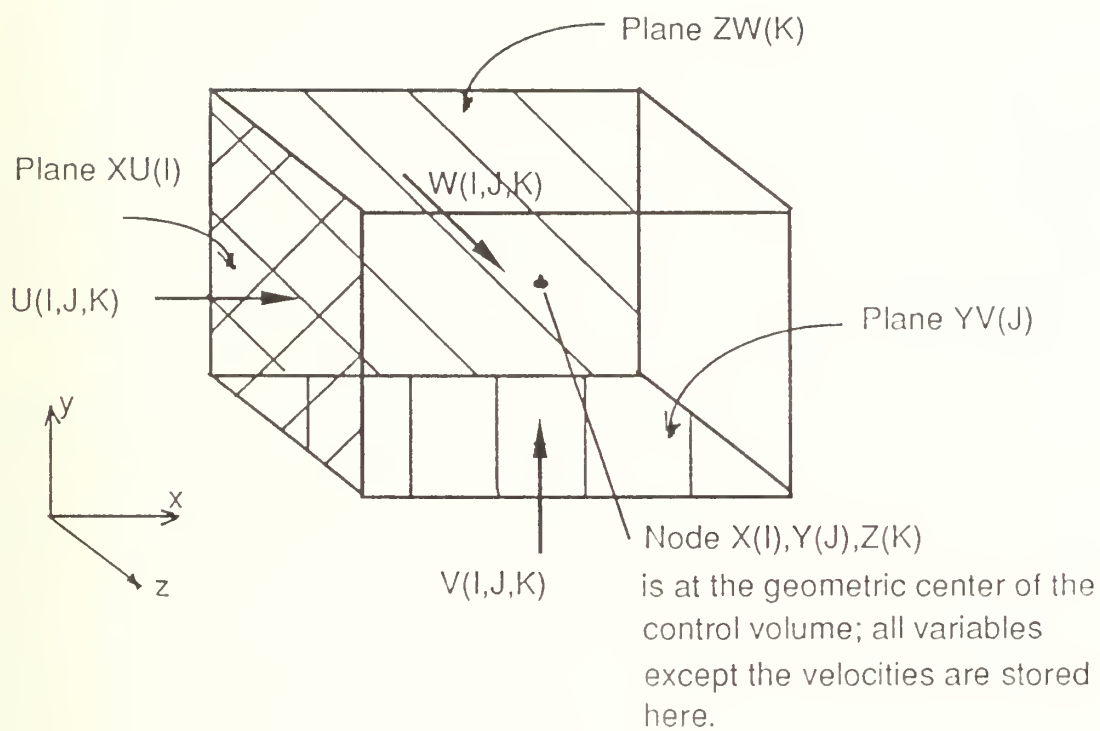 Plane ZW(K)
Plane XU(I)
W(I,J,K)
U(I,J,K)
Plane YV(J)
y
x
z
V(I,J,K)
Node X(I),Y(J),Z(K)
is at the geometric center of the
control volume; all variables
except the velocities are stored
here.